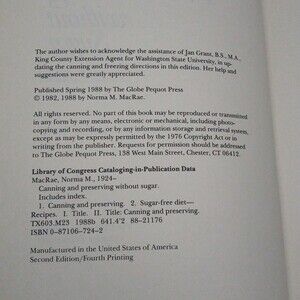 The author wishes to acknowledge the assistance of Jan Grant, B.S., M.A.,
King County Extension Agent for Washington State University, in up-
dating the canning and freezing directions in this edition. Her help and
suggestions were greatly appreciated.
Published Spring 1988 by The Globe Pequot Press
© 1982, 1988 by Norma M. MacRae.
All rights reserved. No part of this book may be reproduced or transmitted
in any form by any means, electronic or mechanical, including photo-
copying and recording, or by any information storage and retrieval system,
except as may be expressly permitted by the 1976 Copyright Act or in
writing from the publisher. Requests for permission should be addressed
to The Globe Pequot Press, 138 West Main Street, Chester, CT 06412.
Library of Congress Cataloging-in-Publication Data
MacRae, Norma M., 1924–
Canning and preserving without sugar.
Includes index.
1. Canning and preserving. 2. Sugar-free diet—
Recipes. I. Title. II. Title: Canning and preserving.
TX603.M23 1988b 641.4'2 88-21176
ISBN 0-87106-724-2
Manufactured in the United States of America
Second Edition/Fourth Printing